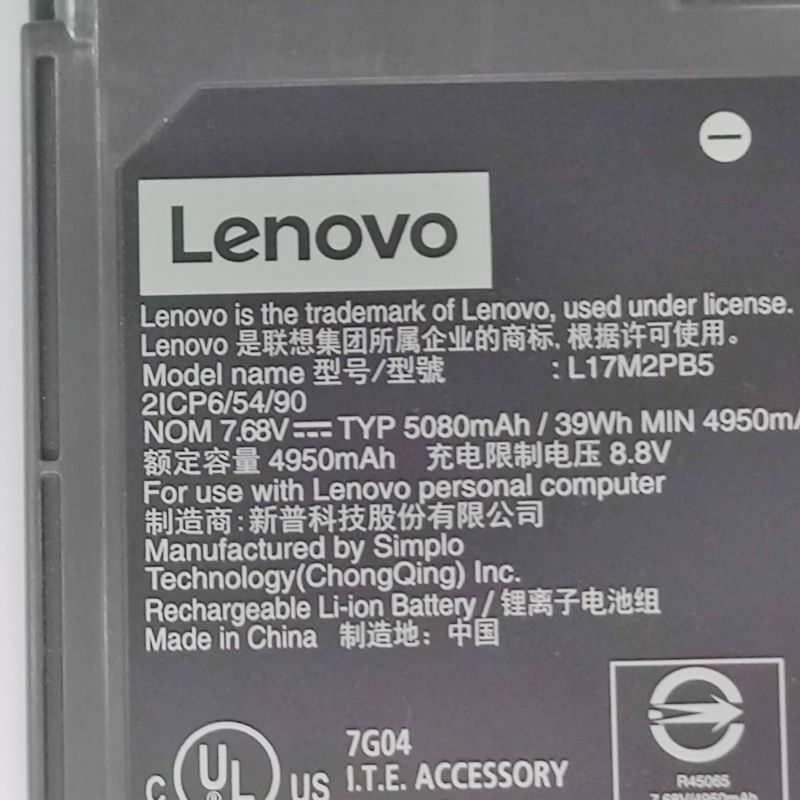 Lenovo
Lenovo is the trademark of Lenovo, used under license.
Lenovo 是联想集团所属企业的商标, 根据许可使用。
Model name 型号/型號 : L17M2PB5
2ICP6/54/90
NOM 7.68V⎓ TYP 5080mAh / 39Wh MIN 4950mA
额定容量 4950mAh 充电限制电压 8.8V
For use with Lenovo personal computer
制造商:新普科技股份有限公司
Manufactured by Simplo
Technology(ChongQing) Inc.
Rechargeable Li-ion Battery / 锂离子电池组
Made in China 制造地: 中国
C UL ® US
7G04
I.T.E. ACCESSORY
R45065
7.68V/4950mAh